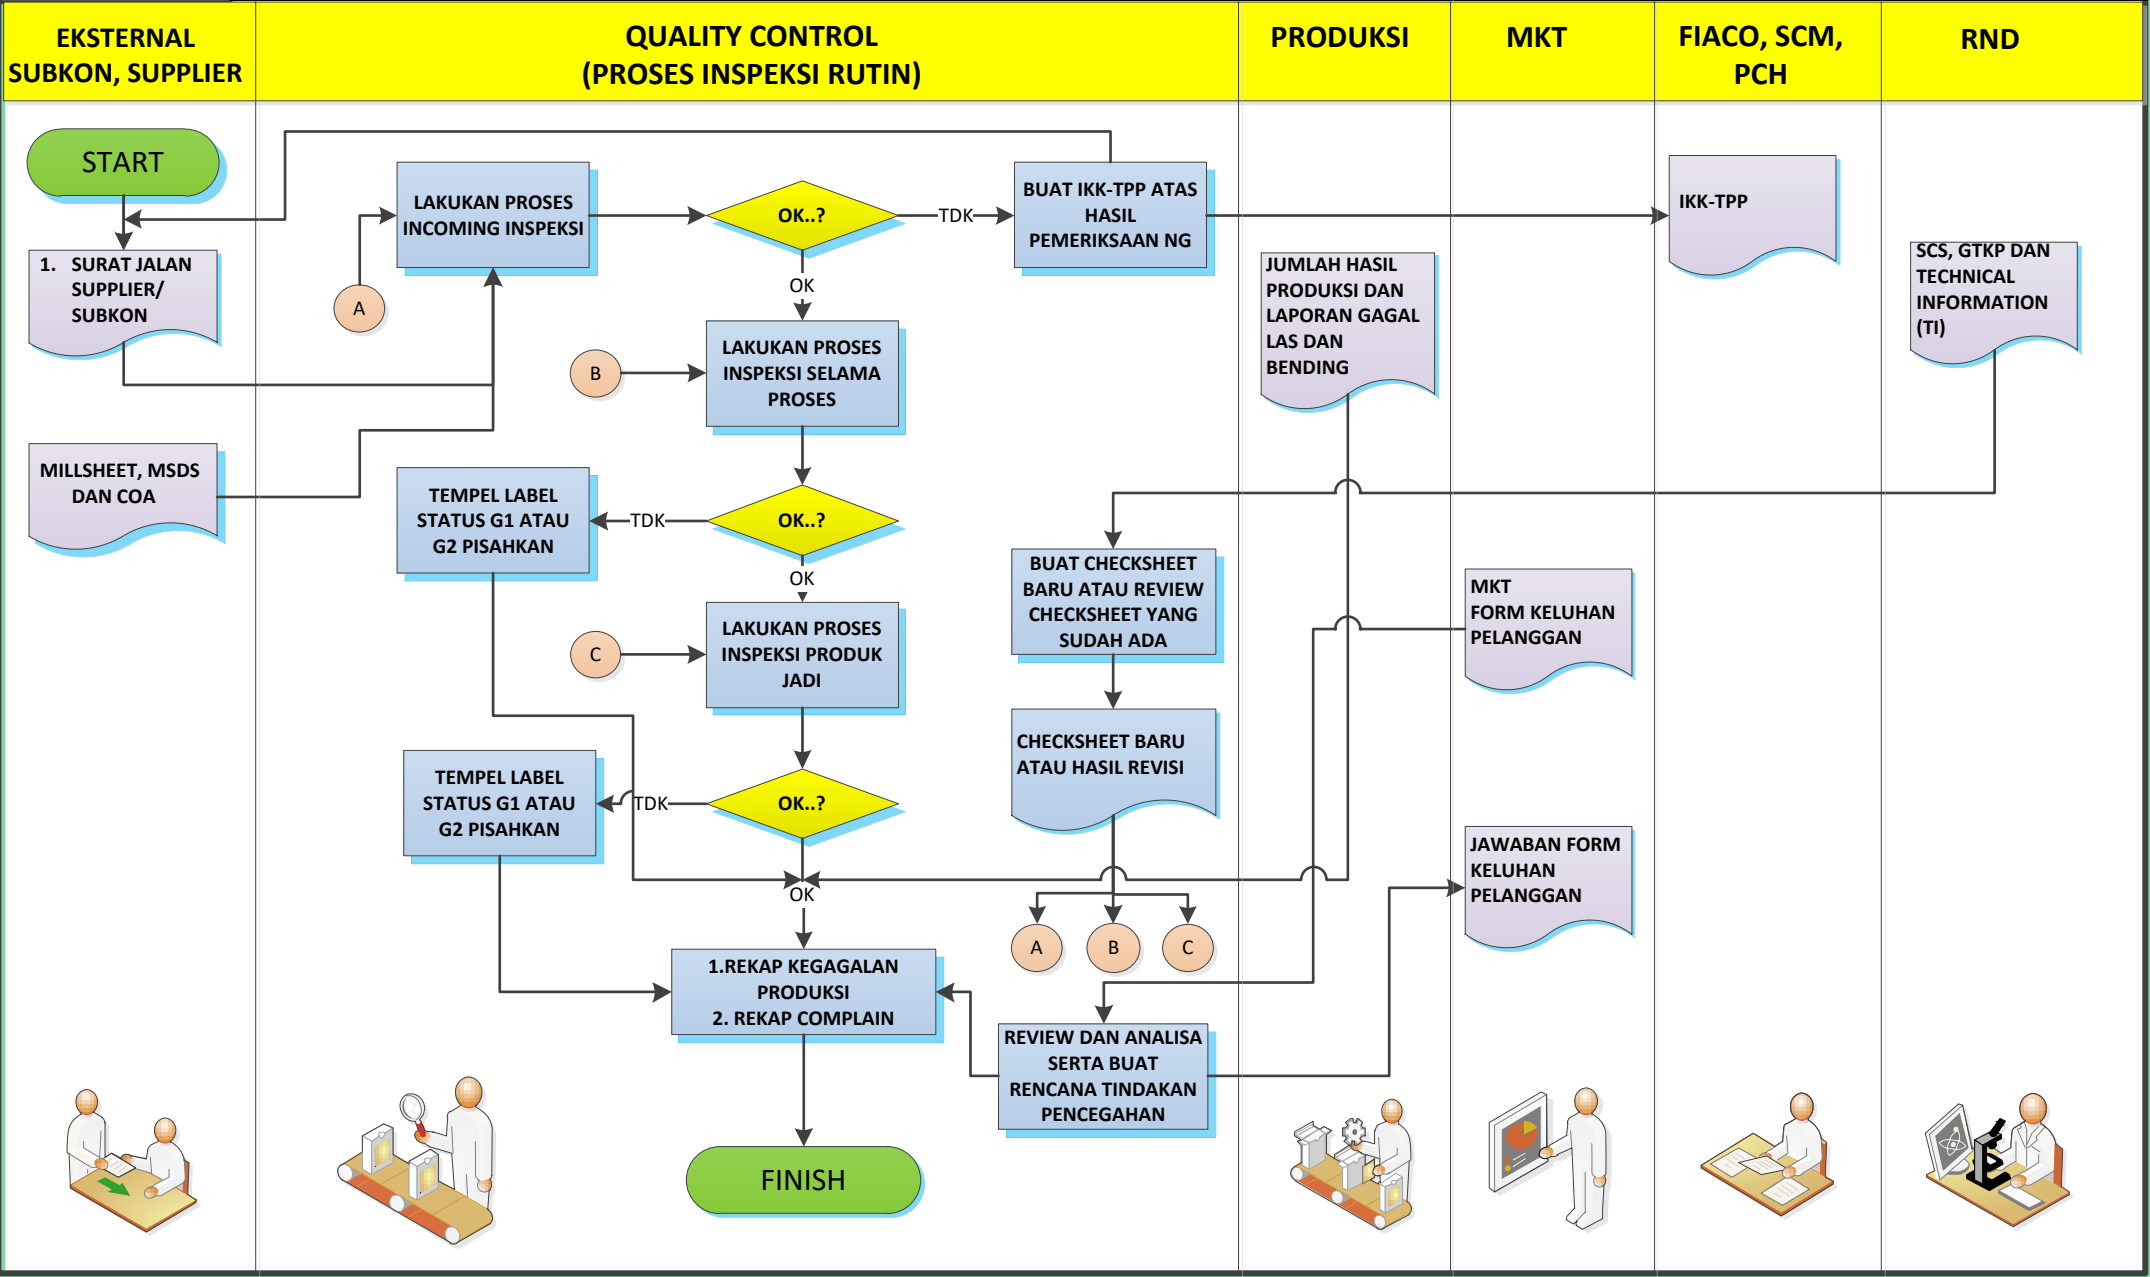 EKSTERNAL
SUBKON, SUPPLIER
QUALITY CONTROL
(PROSES INSPEKSI RUTIN)
PRODUKSI
MKT
FIACO, SCM,
PCH
RND
START
1. SURAT JALAN
SUPPLIER/
SUBKON
MILLSHEET, MSDS
DAN COA
LAKUKAN PROSES
INCOMING INSPEKSI
A
OK..?
TDK
BUAT IKK-TPP ATAS
HASIL
PEMERIKSAAN NG
OK
B
LAKUKAN PROSES
INSPEKSI SELAMA
PROSES
TEMPEL LABEL
STATUS G1 ATAU
G2 PISAHKAN
TDK
OK..?
OK
C
LAKUKAN PROSES
INSPEKSI PRODUK
JADI
TEMPEL LABEL
STATUS G1 ATAU
G2 PISAHKAN
TDK
OK..?
OK
1.REKAP KEGAGALAN
PRODUKSI
2. REKAP COMPLAIN
FINISH
BUAT CHECKSHEET
BARU ATAU REVIEW
CHECKSHEET YANG
SUDAH ADA
CHECKSHEET BARU
ATAU HASIL REVISI
A
B
C
REVIEW DAN ANALISA
SERTA BUAT
RENCANA TINDAKAN
PENCEGAHAN
JUMLAH HASIL
PRODUKSI DAN
LAPORAN GAGAL
LAS DAN
BENDING
MKT
FORM KELUHAN
PELANGGAN
JAWABAN FORM
KELUHAN
PELANGGAN
IKK-TPP
SCS, GTKP DAN
TECHNICAL
INFORMATION
(TI)